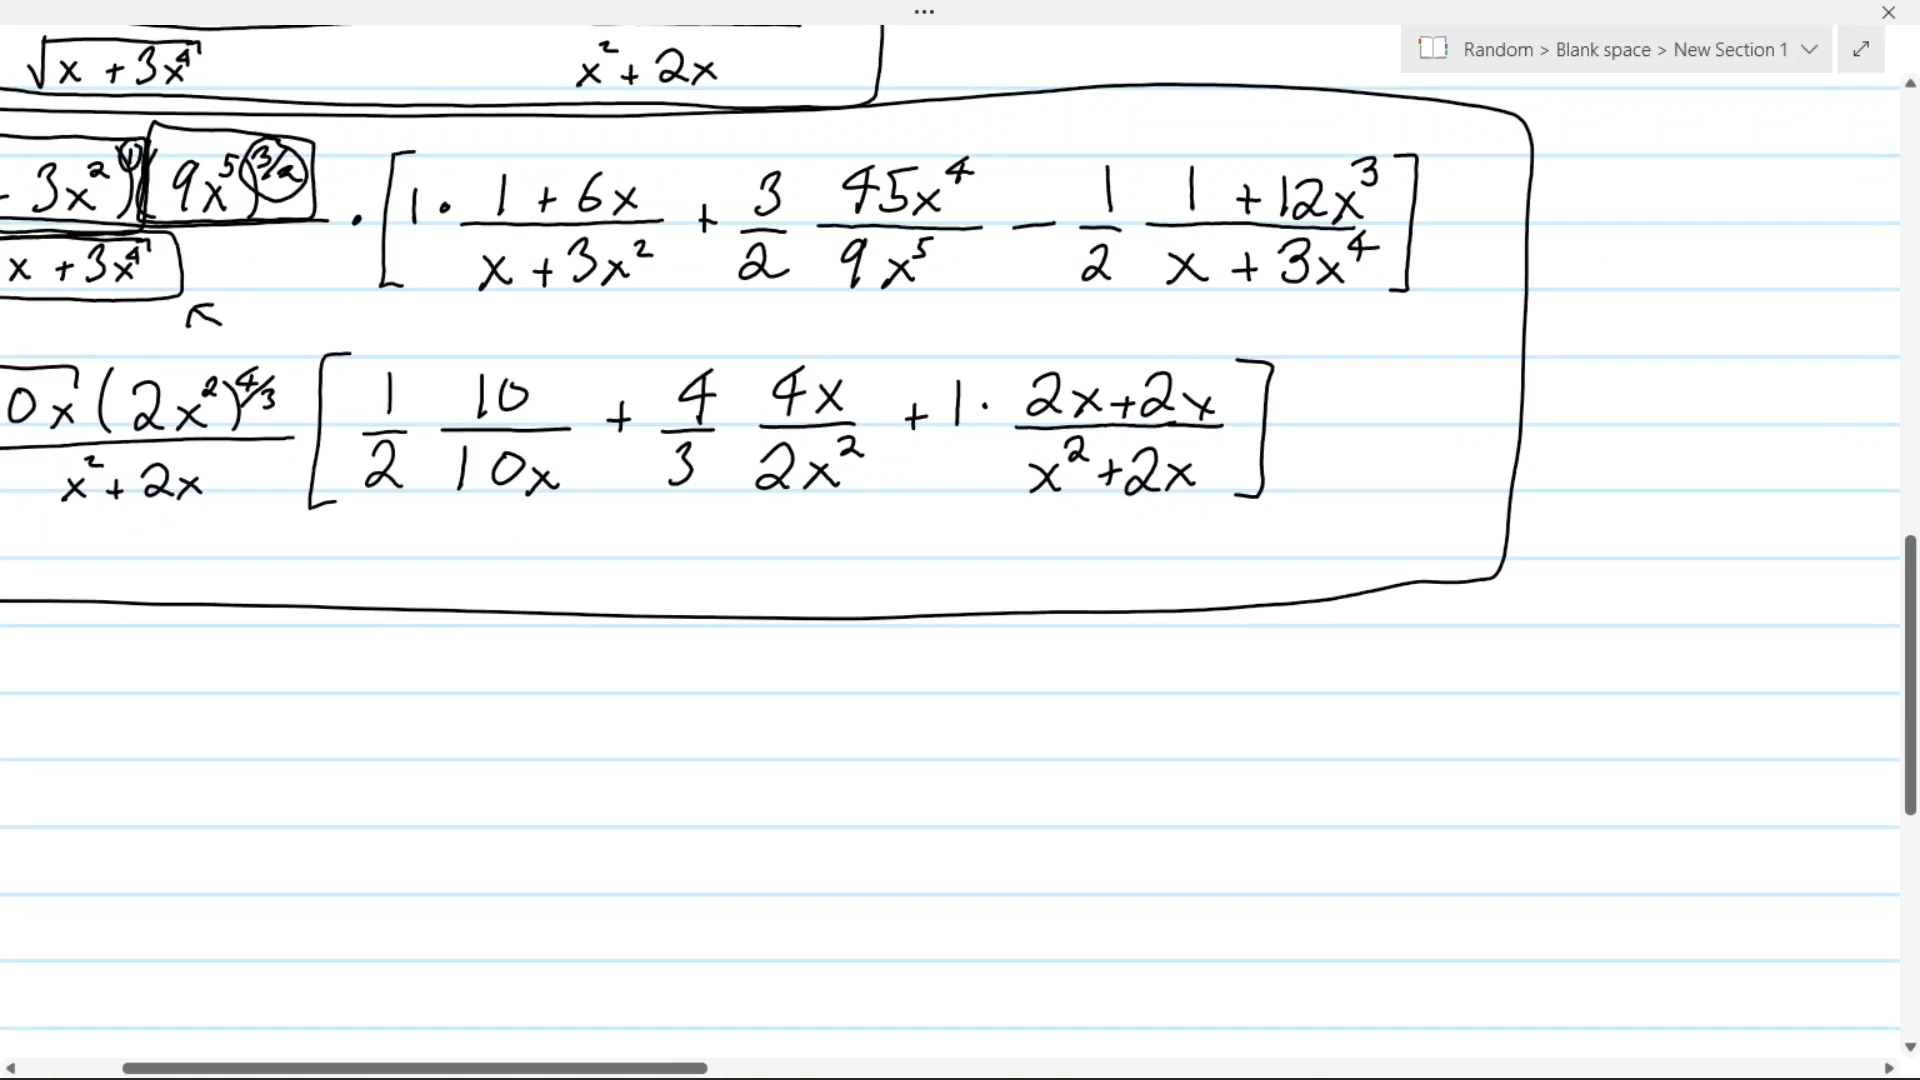 Random > Blank space > New Section 1
√x + 3x⁴ x² + 2x
- 3x²)¹ (9x⁵)^3/2 / x + 3x⁴ · [1 · (1 + 6x)/(x + 3x²) + 3/2 45x⁴/9x⁵ − 1/2 (1 + 12x³)/(x + 3x⁴)]
0x (2x²)^4/3 / x² + 2x [1/2 10/10x + 4/3 4x/2x² + 1 · (2x+2x)/(x²+2x)]